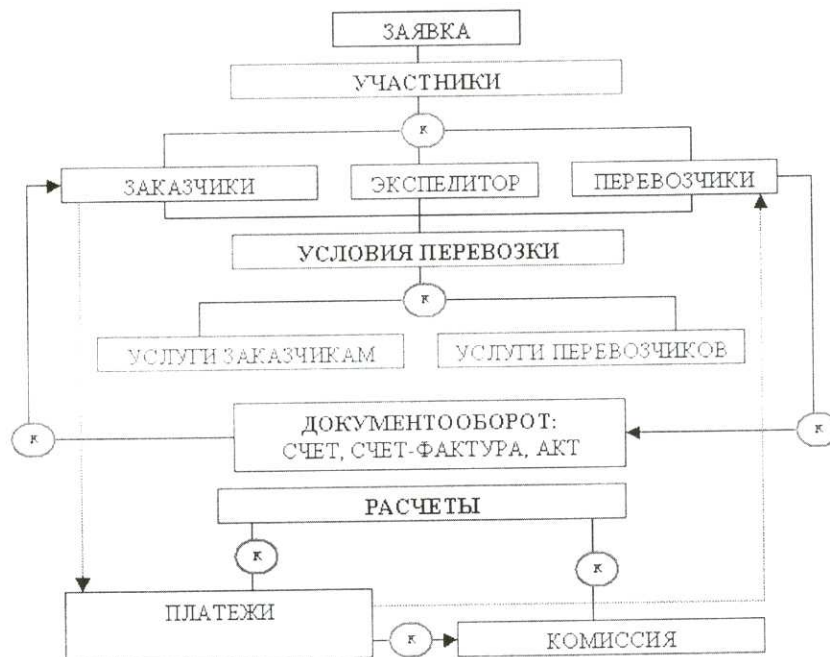 ЗАЯВКА
УЧАСТНИКИ
К
ЗАКАЗЧИКИ
ЭКСПЕДИТОР
ПЕРЕВОЗЧИКИ
УСЛОВИЯ ПЕРЕВОЗКИ
К
УСЛУГИ ЗАКАЗЧИКАМ
УСЛУГИ ПЕРЕВОЗЧИКОВ
ДОКУМЕНТООБОРОТ:
СЧЕТ, СЧЕТ-ФАКТУРА, АКТ
К
К
РАСЧЕТЫ
К
К
ПЛАТЕЖИ
К
КОМИССИЯ